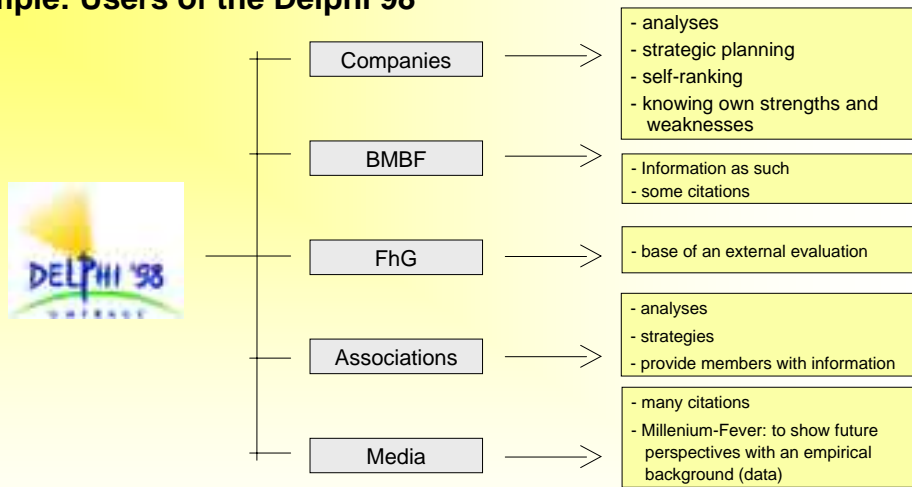 mple: Users of the Delphi 98
Companies
- analyses
- strategic planning
- self-ranking
- knowing own strengths and
weaknesses
BMBF
- Information as such
- some citations
DELPHI '98
UMFRAGE
FhG
- base of an external evaluation
Associations
- analyses
- strategies
- provide members with information
Media
- many citations
- Millenium-Fever: to show future
perspectives with an empirical
background (data)